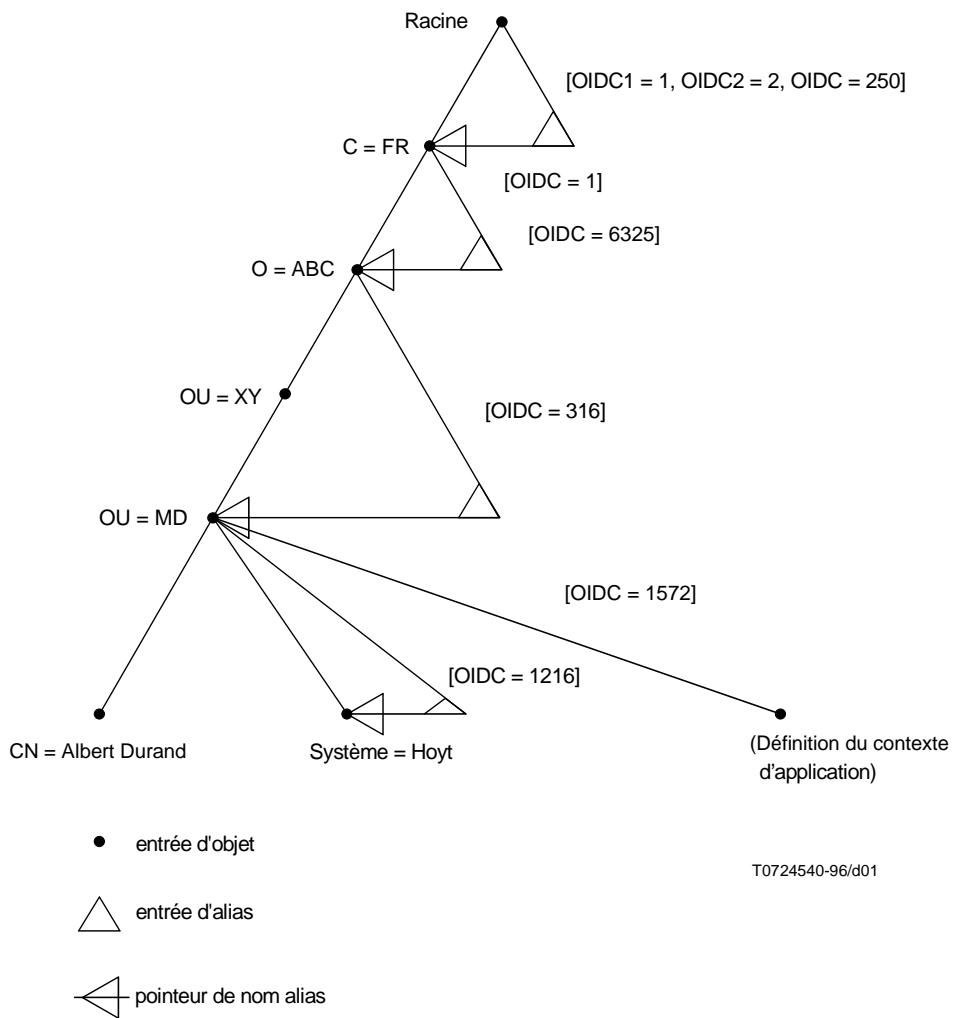 Racine
[OIDC1 = 1, OIDC2 = 2, OIDC = 250]
C = FR
[OIDC = 1]
[OIDC = 6325]
O = ABC
OU = XY
[OIDC = 316]
OU = MD
[OIDC = 1572]
[OIDC = 1216]
CN = Albert Durand
Système = Hoyt
(Définition du contexte
d'application)
entrée d'objet
T0724540-96/d01
entrée d'alias
pointeur de nom alias